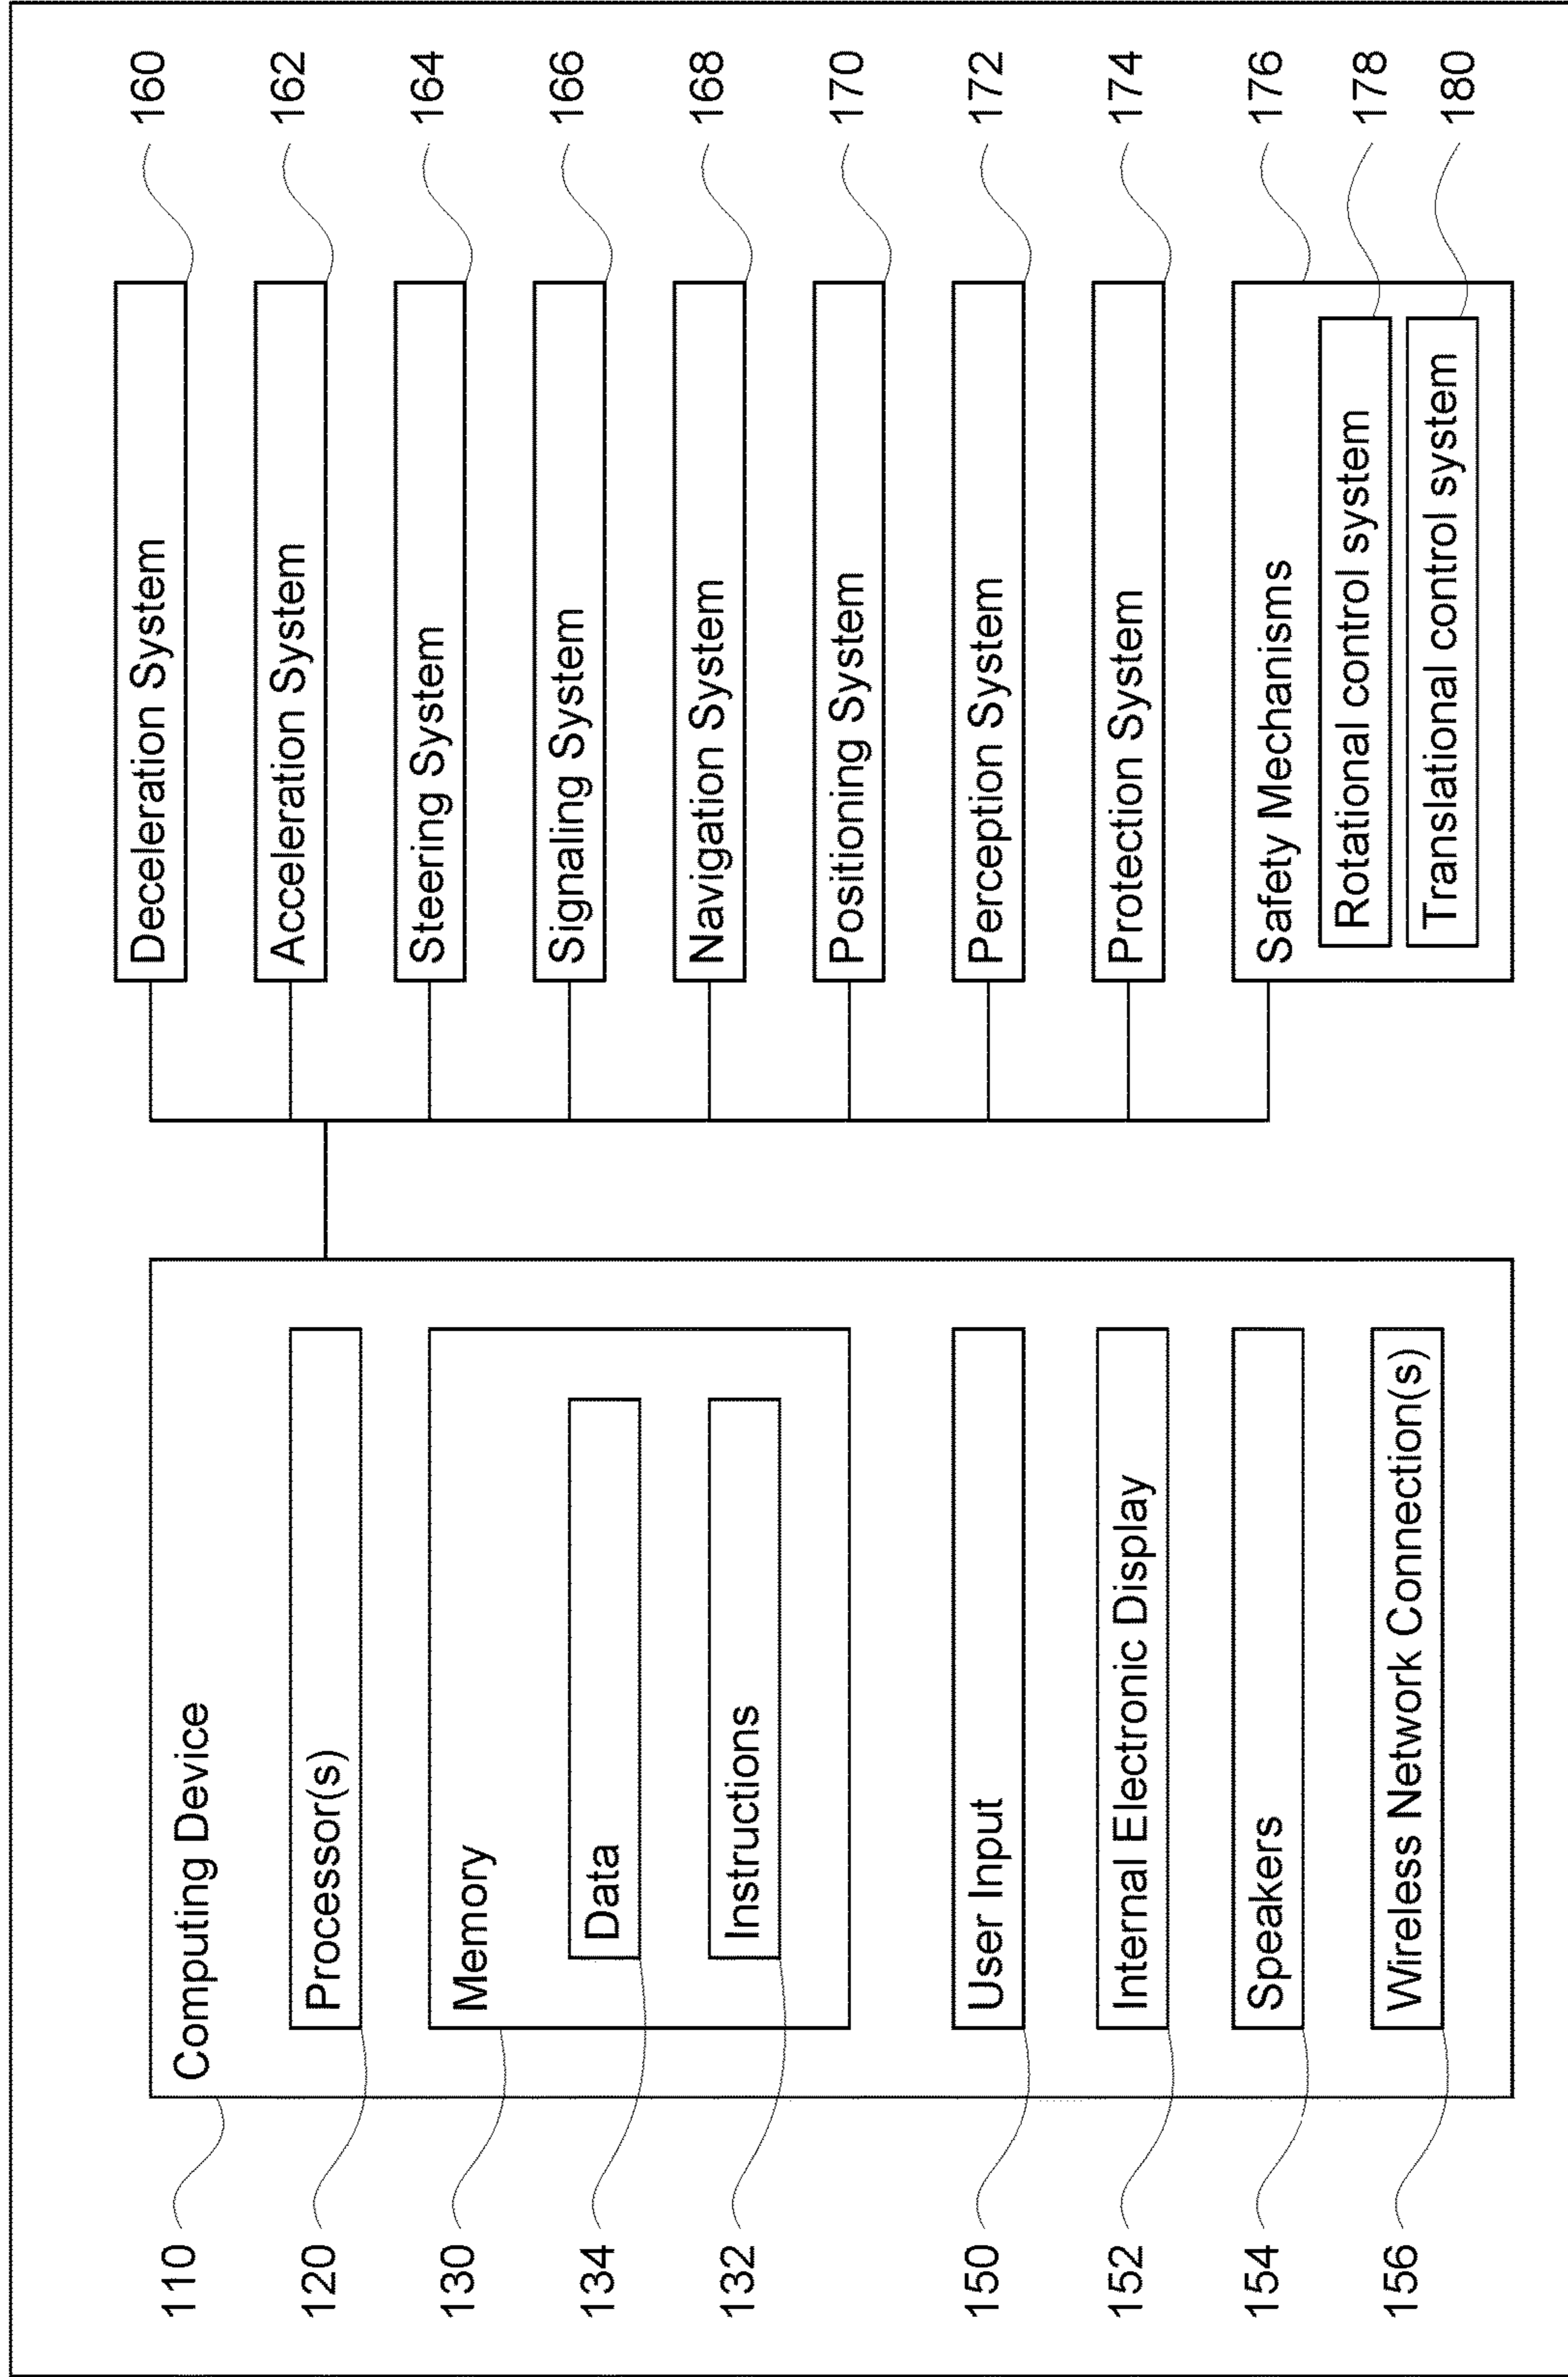 110
Computing Device
120
Processor(s)
130
Memory
134
Data
132
Instructions
150
User Input
152
Internal Electronic Display
154
Speakers
156
Wireless Network Connection(s)
Deceleration System
160
Acceleration System
162
Steering System
164
Signaling System
166
Navigation System
168
Positioning System
170
Perception System
172
Protection System
174
Safety Mechanisms
176
Rotational control system
178
Translational control system
180